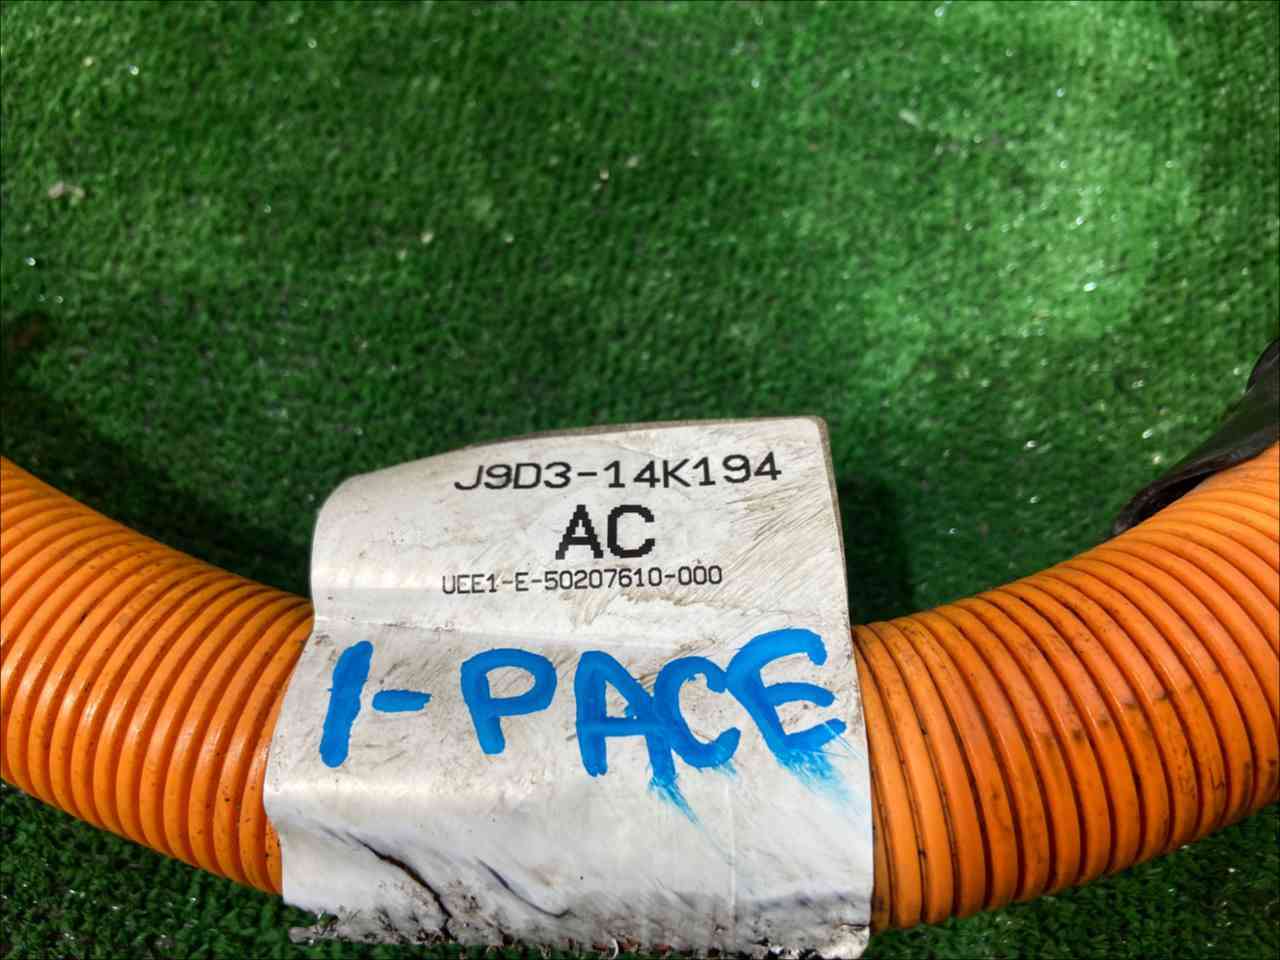 J9D3-14K194
AC
UEE1-E-50207610-000
I-PACE